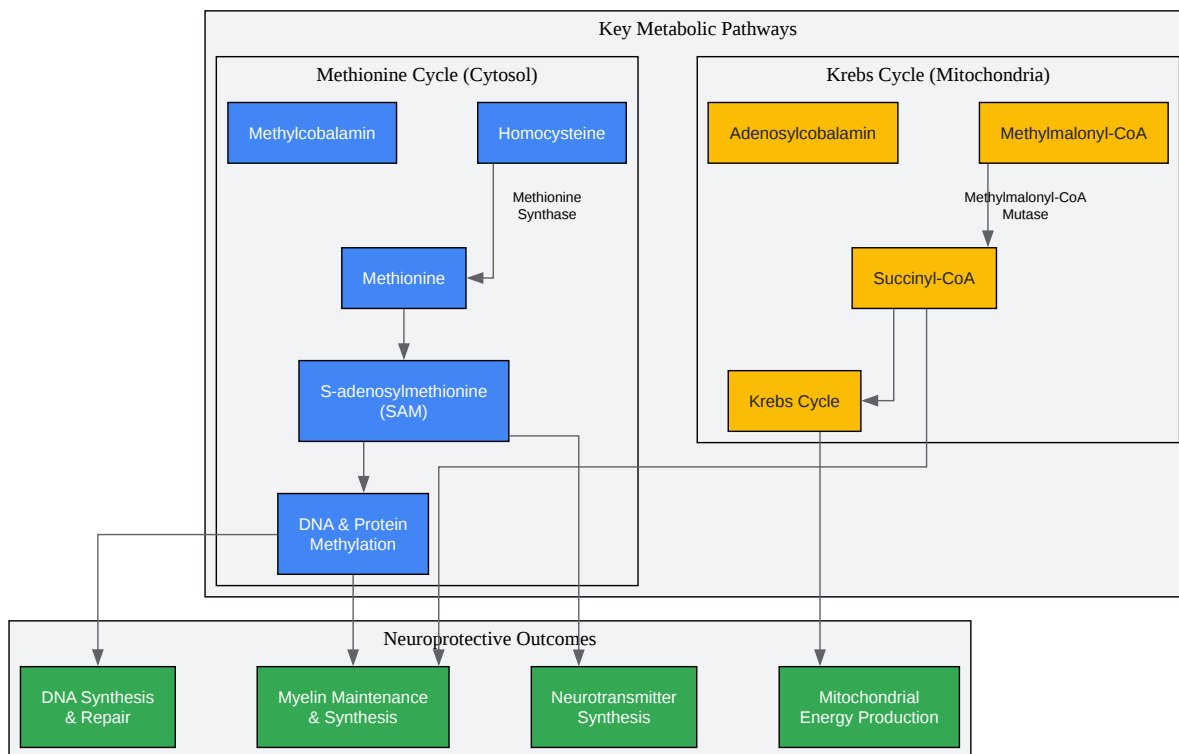 Key Metabolic Pathways
Methionine Cycle (Cytosol)
Methylcobalamin
Homocysteine
Methionine
Synthase
Methionine
S-adenosylmethionine
(SAM)
DNA & Protein
Methylation
Krebs Cycle (Mitochondria)
Adenosylcobalamin
Methylmalonyl-CoA
Methylmalonyl-CoA
Mutase
Succinyl-CoA
Krebs Cycle
Neuroprotective Outcomes
DNA Synthesis
& Repair
Myelin Maintenance
& Synthesis
Neurotransmitter
Synthesis
Mitochondrial
Energy Production